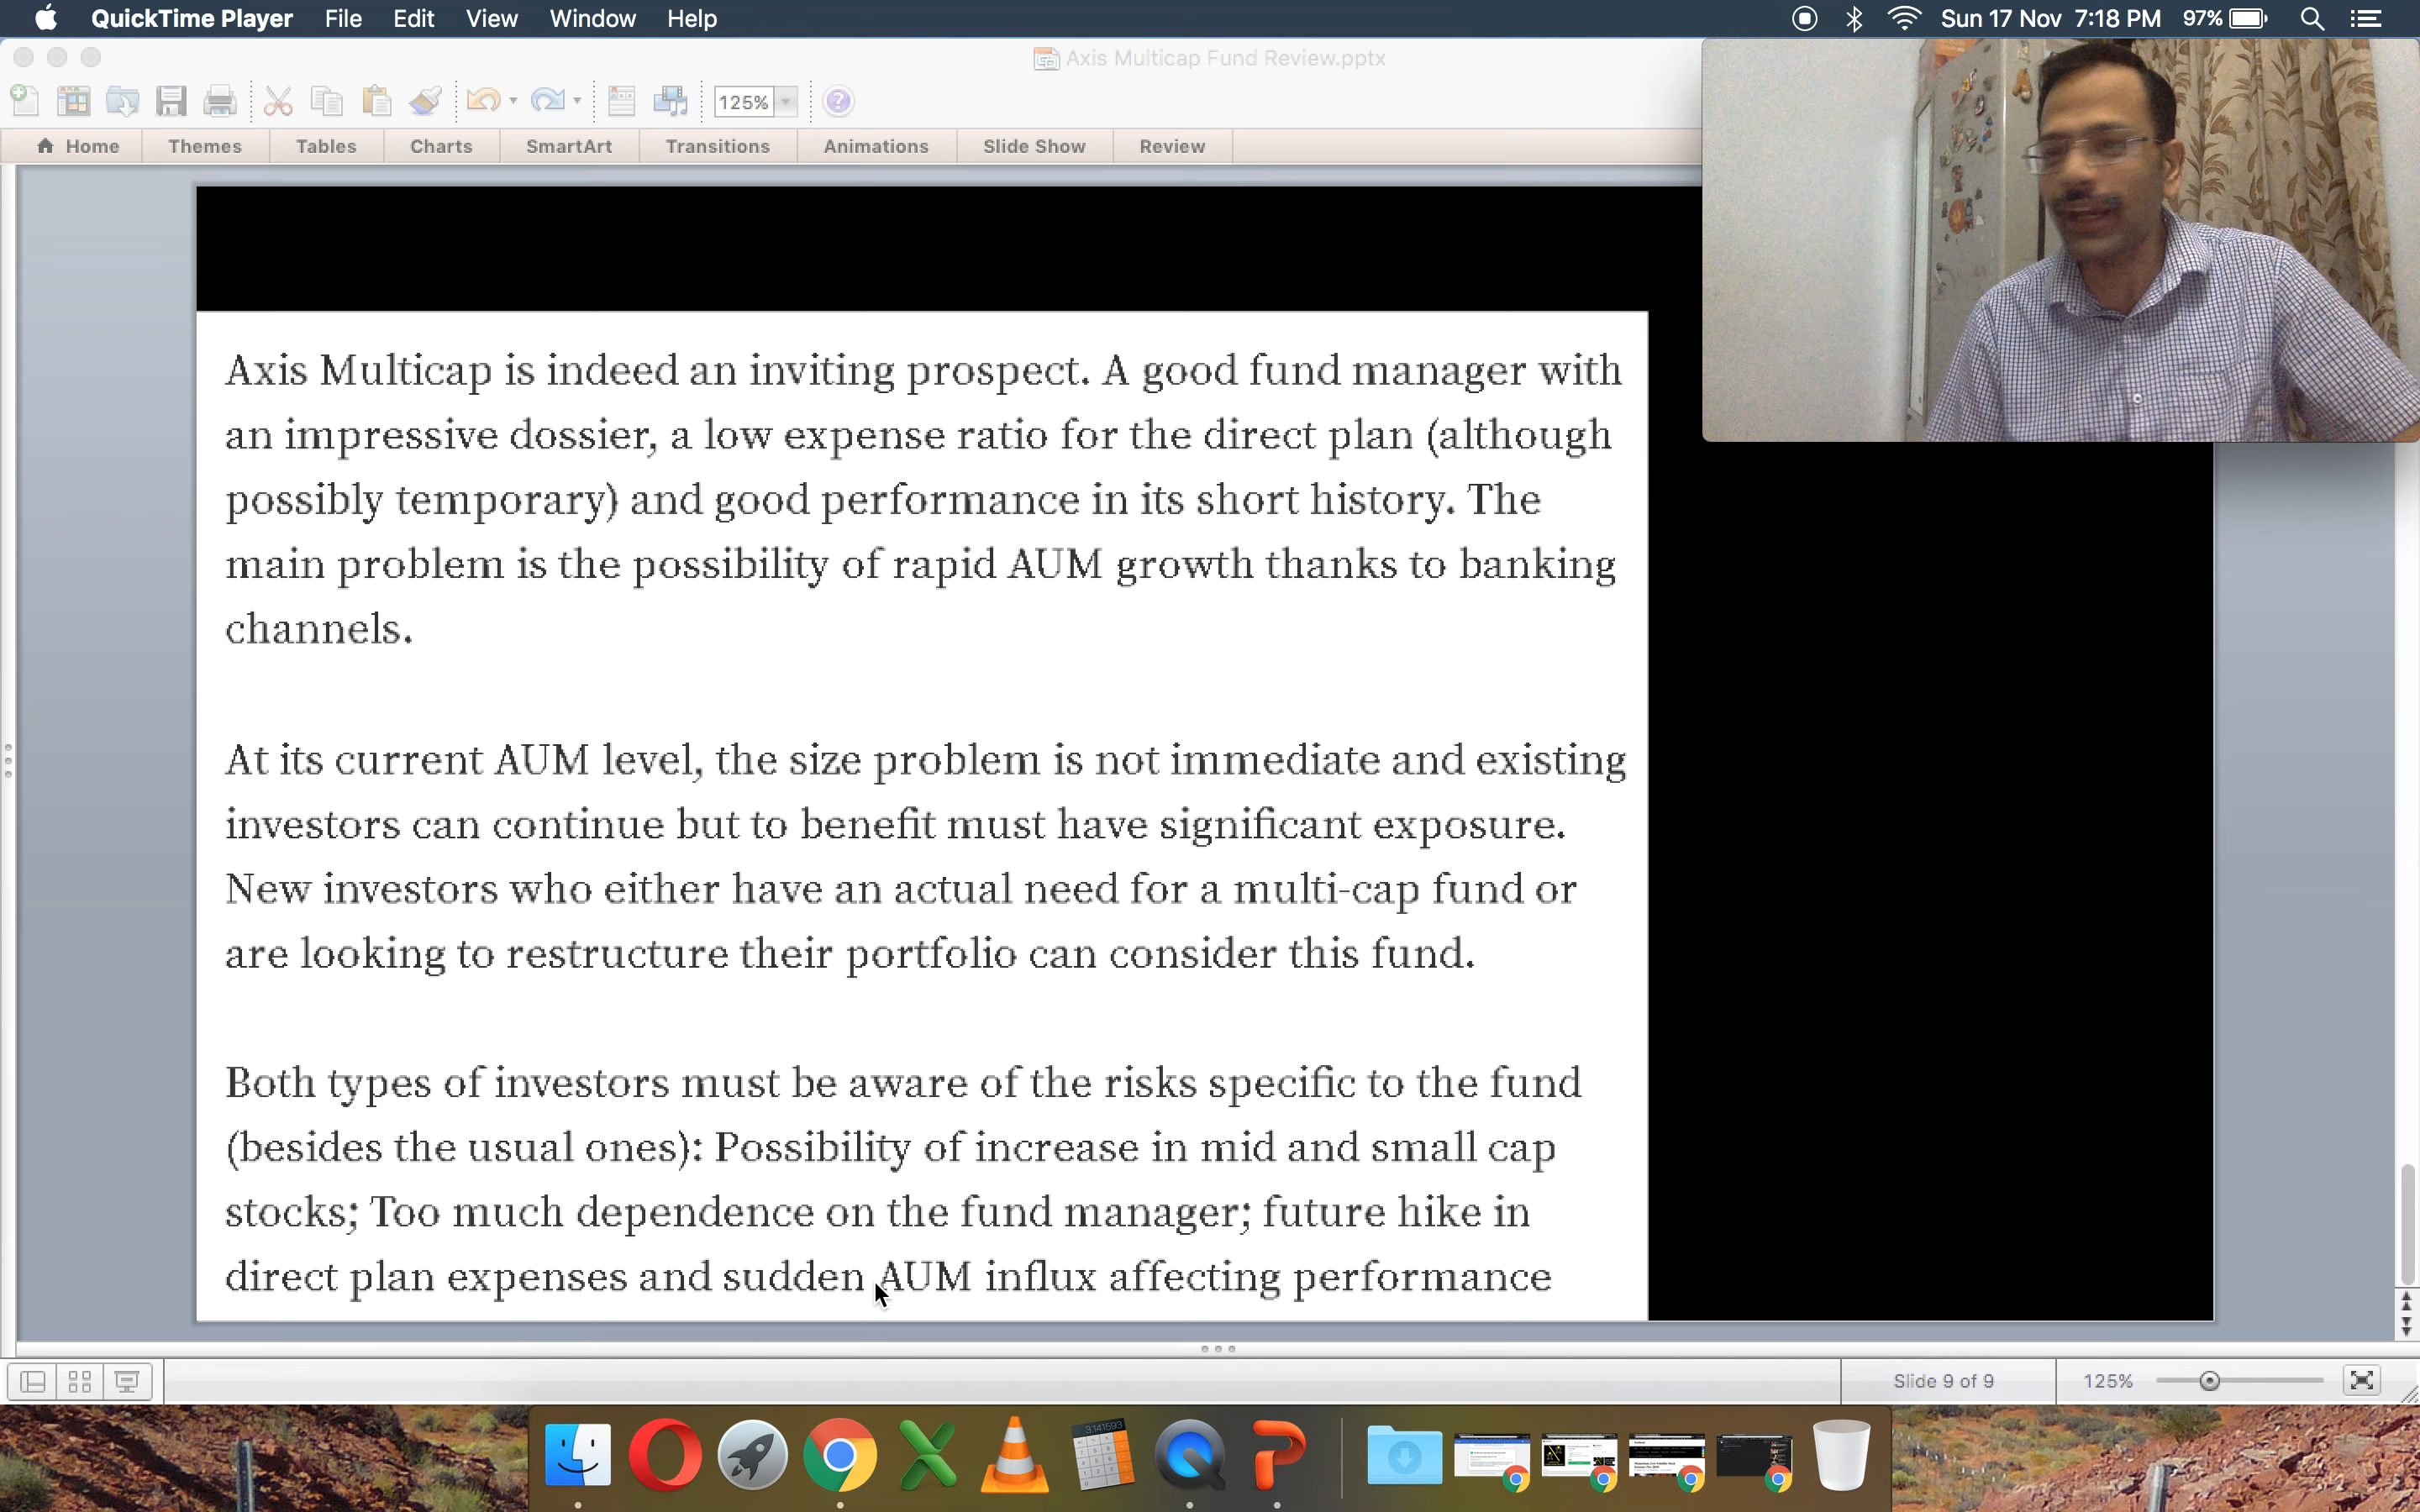 QuickTime Player File Edit View Window Help Sun 17 Nov 7:18 PM 97%
Axis Multicap Fund Review.pptx
125% ?
Home Themes Tables Charts SmartArt Transitions Animations Slide Show Review
Axis Multicap is indeed an inviting prospect. A good fund manager with
an impressive dossier, a low expense ratio for the direct plan (although
possibly temporary) and good performance in its short history. The
main problem is the possibility of rapid AUM growth thanks to banking
channels.
At its current AUM level, the size problem is not immediate and existing
investors can continue but to benefit must have significant exposure.
New investors who either have an actual need for a multi-cap fund or
are looking to restructure their portfolio can consider this fund.
Both types of investors must be aware of the risks specific to the fund
(besides the usual ones): Possibility of increase in mid and small cap
stocks; Too much dependence on the fund manager; future hike in
direct plan expenses and sudden AUM influx affecting performance
Slide 9 of 9 125%
3.141593